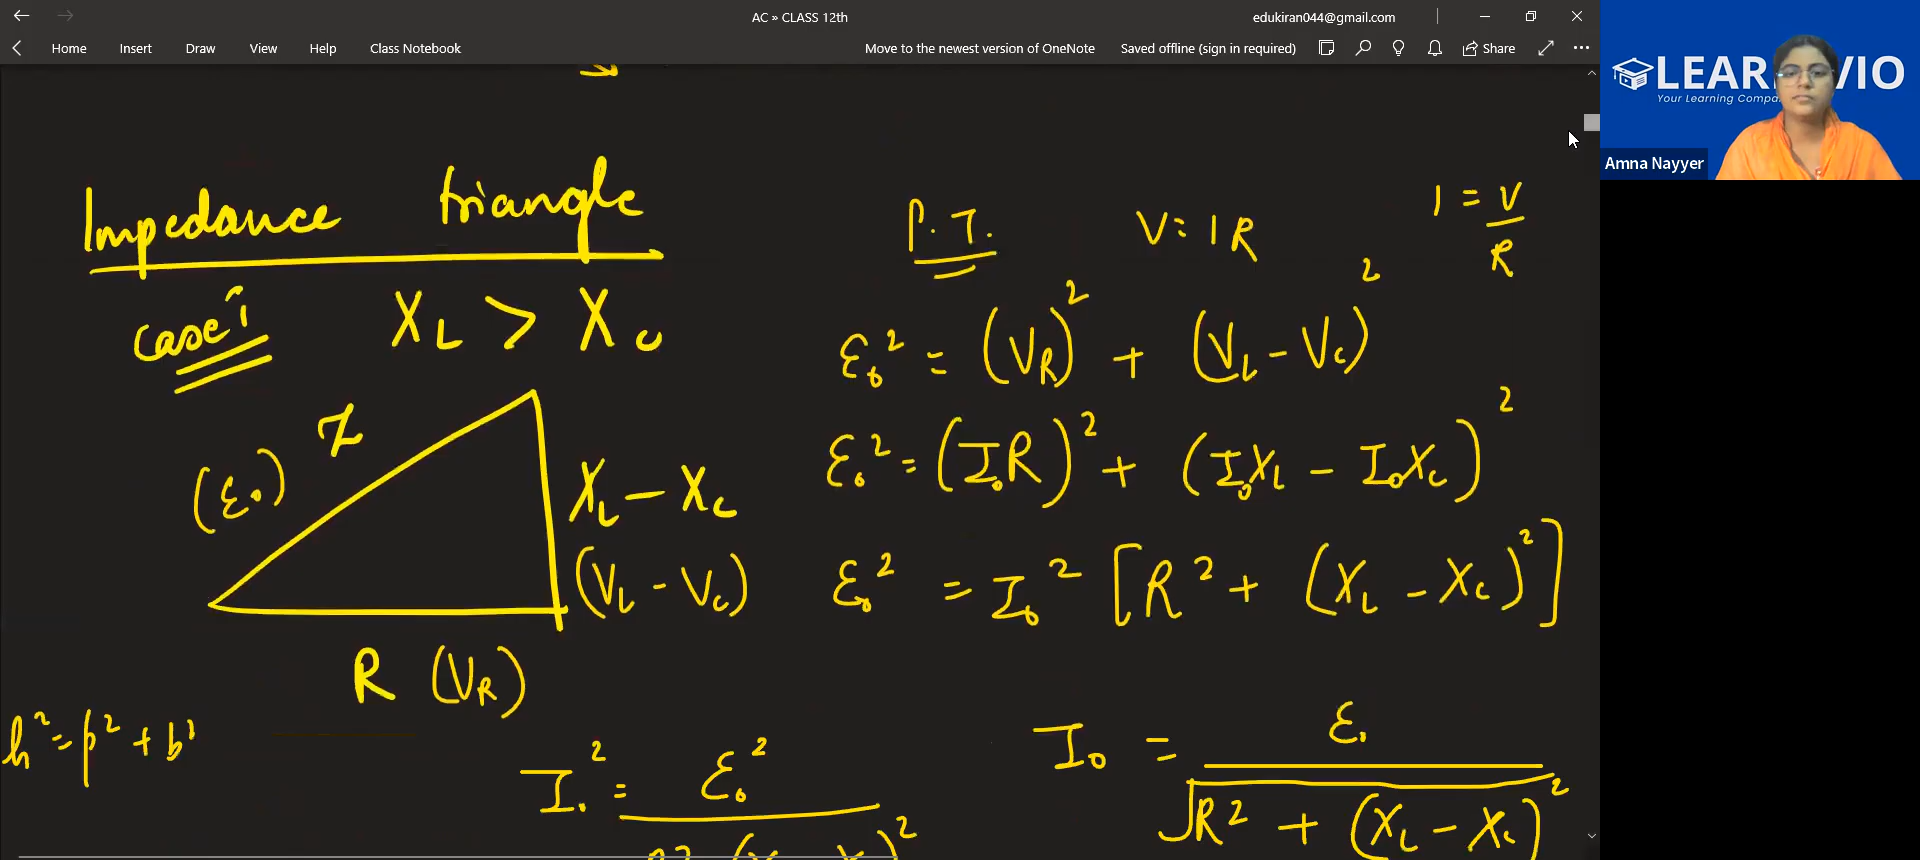 AC » CLASS 12th
edukiran044@gmail.com
Home Insert Draw View Help Class Notebook
Move to the newest version of OneNote Saved offline (sign in required) Share
LEAR VIO
Your Learning Compa
Amna Nayyer
Impedance triangle
case i X_L > X_C
Z
(ε₀)
X_L - X_C
(V_L - V_C)
R (V_R)
h² = p² + b²
P.T. V = IR I = V/R
ε₀² = (V_R)² + (V_L - V_C)²
ε₀² = (I₀R)² + (I₀X_L - I₀X_C)²
ε₀² = I₀² [R² + (X_L - X_C)²]
I₀² = ε₀²
I₀ = ε₀ / √R² + (X_L - X_C)²